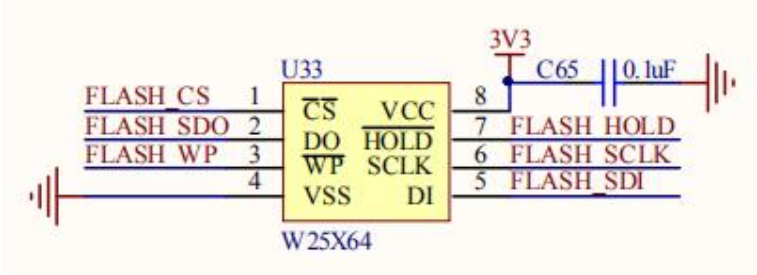 3V3
U33
C65 0.1uF
FLASH_CS 1 CS VCC 8
FLASH_SDO 2 DO HOLD 7 FLASH_HOLD
FLASH_WP 3 WP SCLK 6 FLASH_SCLK
4 VSS DI 5 FLASH_SDI
W25X64